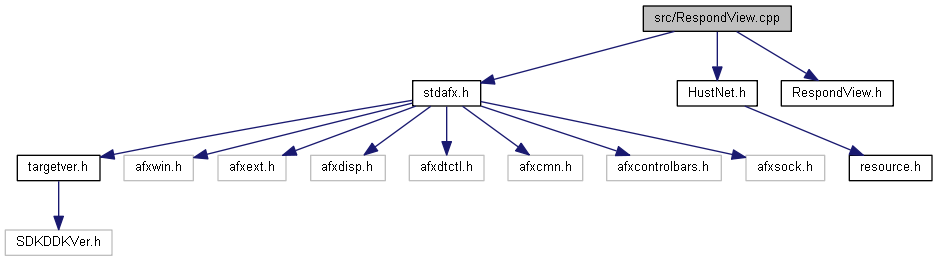 src/RespondView.cpp
stdafx.h
HustNet.h
RespondView.h
targetver.h
afxwin.h
afxext.h
afxdisp.h
afxdtctl.h
afxcmn.h
afxcontrolbars.h
afxsock.h
resource.h
SDKDDKVer.h